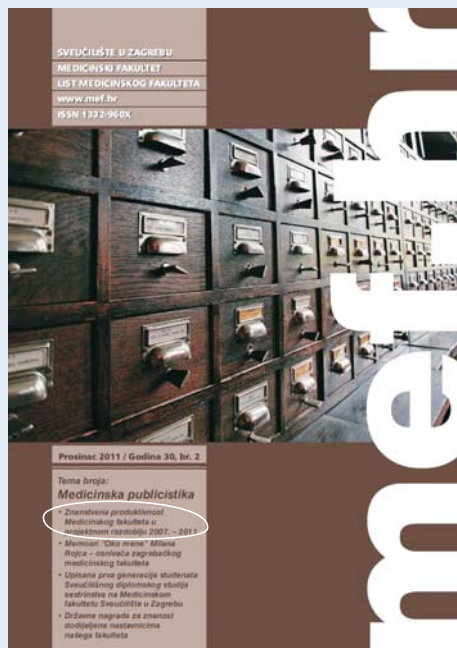 SVEUČILIŠTE U ZAGREBU
MEDICINSKI FAKULTET
LIST MEDICINSKOG FAKULTETA
www.mef.hr
ISSN 1332-960X
mef.hr
Prosinac 2011 / Godina 30, br. 2
Tema broja:
Medicinska publicistika
• Znanstvena produktivnost
Medicinskog fakulteta u
projektnom razdoblju 2007. – 2011.
• Memoari "Oko mene" Milana
Rojca – osnivača zagrebačkog
medicinskog fakulteta
• Upisana prva generacija studenata
Sveučilišnog diplomskog studija
sestrinstva na Medicinskom
fakultetu Sveučilišta u Zagrebu
• Državne nagrade za znanost
dodijeljene nastavnicima
našega fakulteta